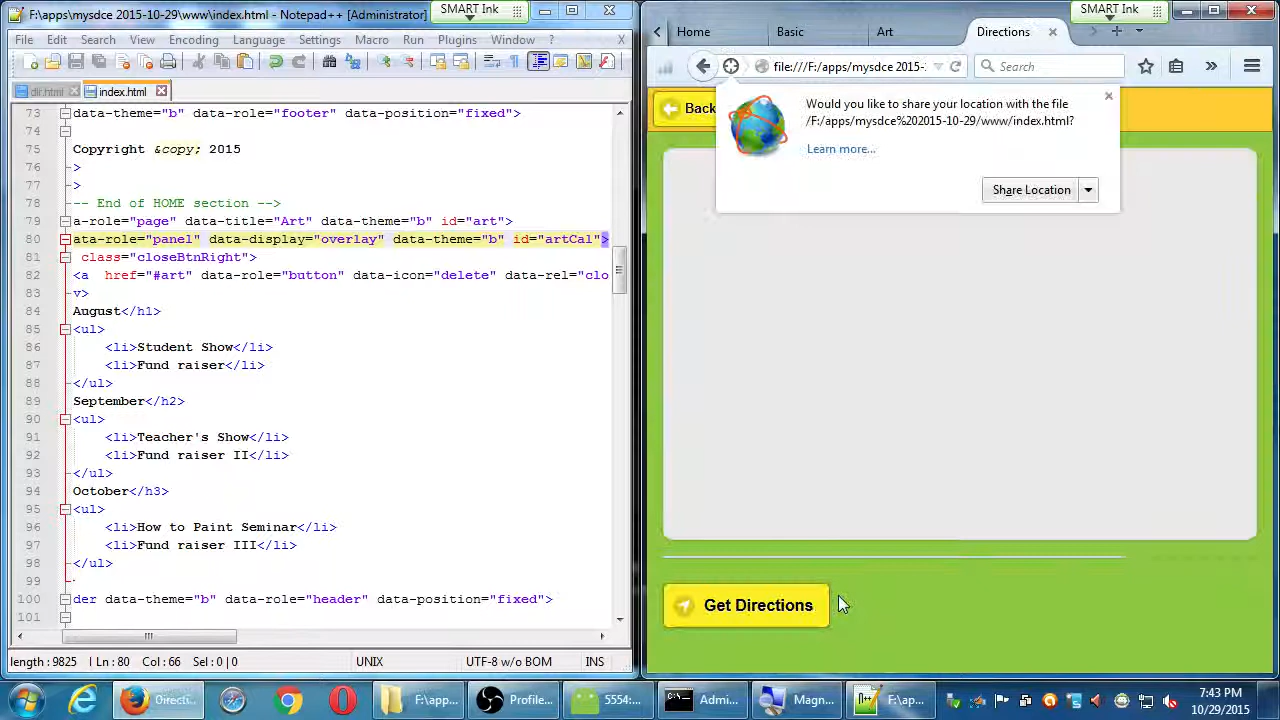 F:\apps\mysdce 2015-10-29\www\index.html - Notepad++ [Administrator]
SMART Ink
File Edit Search View Encoding Language Settings Macro Run Plugins Window ? X
dir.html index.html
73 data-theme="b" data-role="footer" data-position="fixed">
74
75 Copyright &copy; 2015
76 >
77 >
78 -- End of HOME section -->
79 a-role="page" data-title="Art" data-theme="b" id="art">
80 ata-role="panel" data-display="overlay" data-theme="b" id="artCal">
81 class="closeBtnRight">
82 <a href="#art" data-role="button" data-icon="delete" data-rel="clo
83 v>
84 August</h1>
85 <ul>
86 <li>Student Show</li>
87 <li>Fund raiser</li>
88 </ul>
89 September</h2>
90 <ul>
91 <li>Teacher's Show</li>
92 <li>Fund raiser II</li>
93 </ul>
94 October</h3>
95 <ul>
96 <li>How to Paint Seminar</li>
97 <li>Fund raiser III</li>
98 </ul>
99
100 der data-theme="b" data-role="header" data-position="fixed">
101
length : 9825 Ln : 80 Col : 66 Sel : 0 | 0 UNIX UTF-8 w/o BOM INS
SMART Ink
Home Basic Art Directions
file:///F:/apps/mysdce 2015- Search
Back
Would you like to share your location with the file
/F:/apps/mysdce%202015-10-29/www/index.html?
Learn more...
Share Location
Get Directions
Directi... F:\app... Profile... 5554:... Admi... Magn... F:\ap...
7:43 PM
10/29/2015